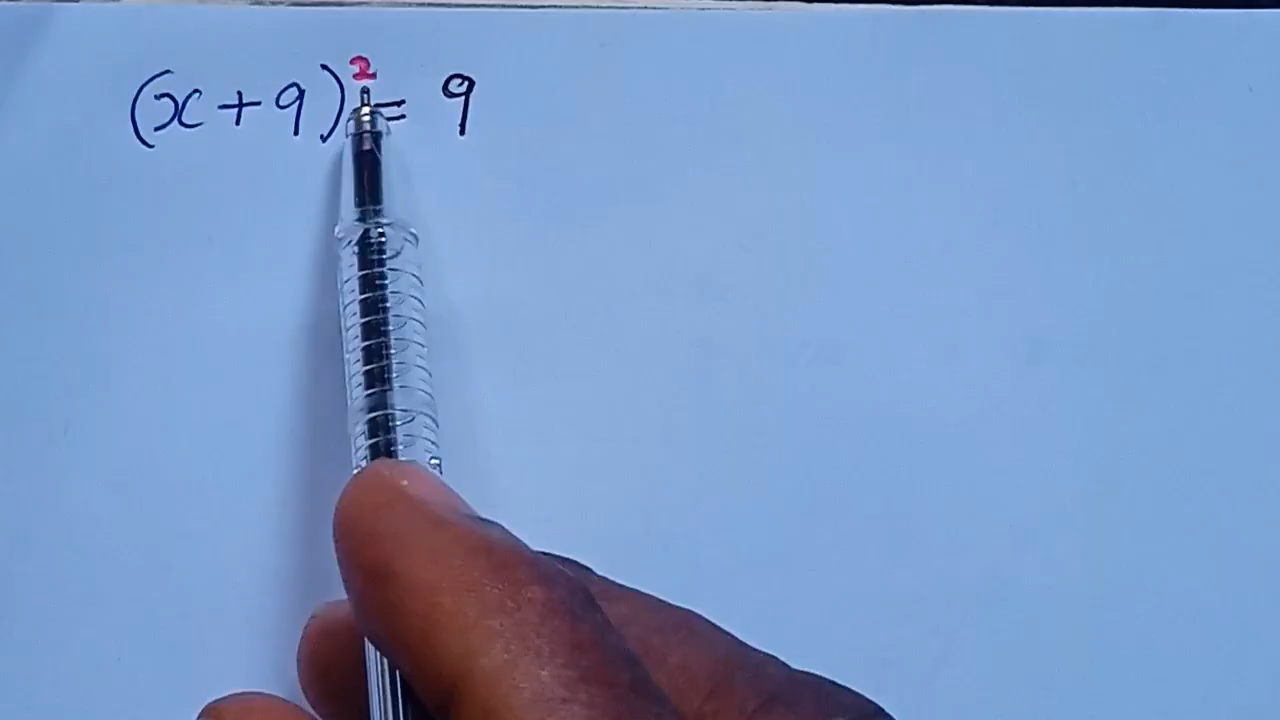 (x+9)² = 9